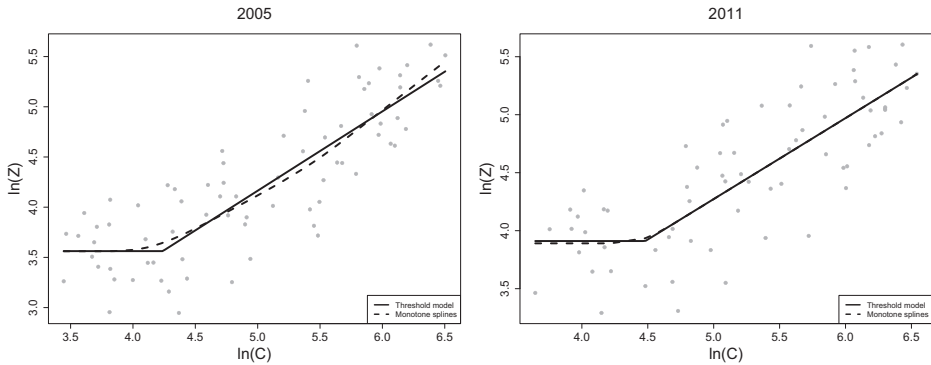 2005
ln(Z)
5.5
5.0
4.5
4.0
3.5
3.0
3.5 4.0 4.5 5.0 5.5 6.0 6.5
ln(C)
Threshold model
Monotone splines
2011
ln(Z)
5.5
5.0
4.5
4.0
3.5
4.0 4.5 5.0 5.5 6.0 6.5
ln(C)
Threshold model
Monotone splines